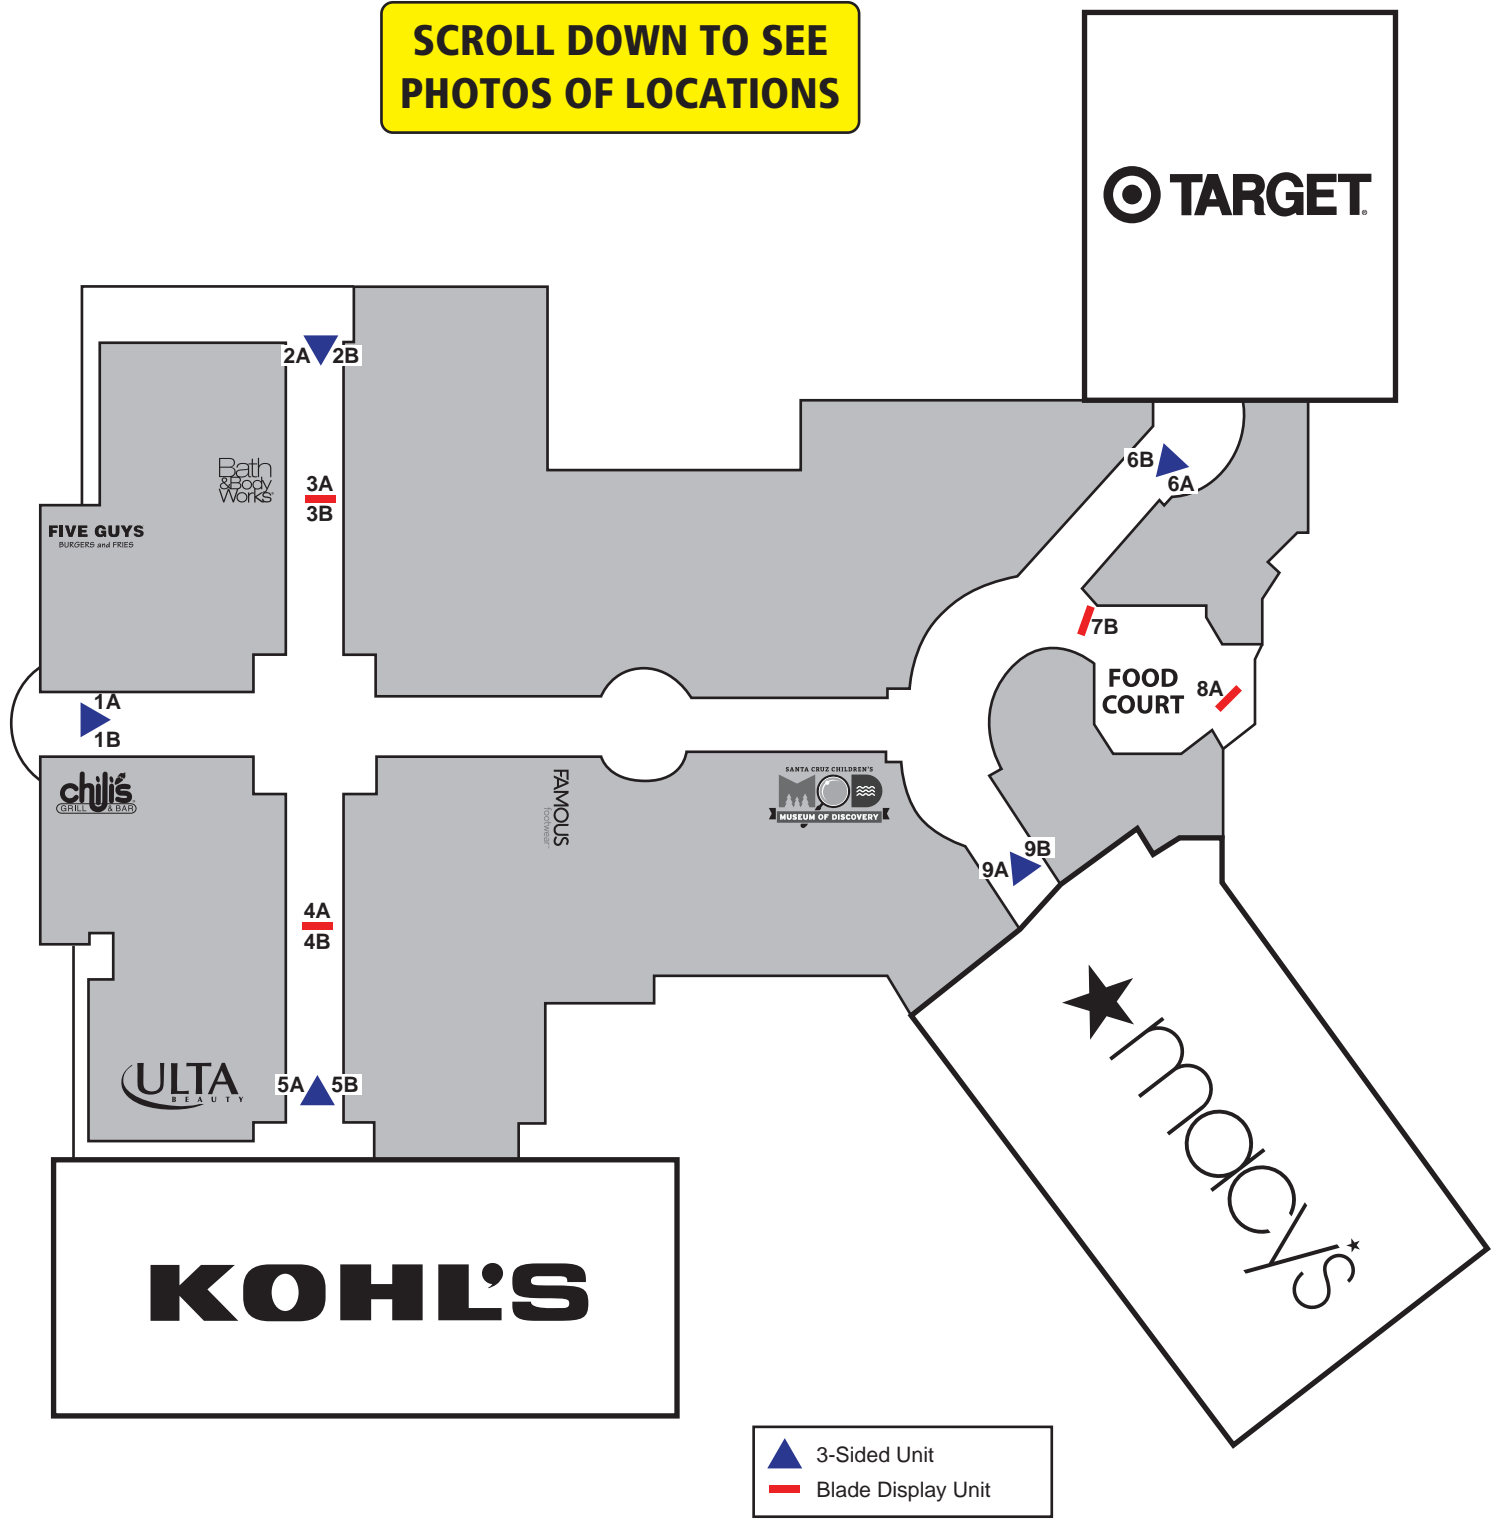 SCROLL DOWN TO SEE
PHOTOS OF LOCATIONS
TARGET
2A 2B
Bath
&Body
Works
3A
3B
FIVE GUYS
BURGERS and FRIES
6B
6A
7B
FOOD
COURT
8A
1A
1B
chili's
GRILL & BAR
FAMOUS
footwear
SANTA CRUZ CHILDREN'S
MOD
MUSEUM OF DISCOVERY
9B
9A
4A
4B
ULTA
BEAUTY
5A 5B
macy's
KOHL'S
3-Sided Unit
Blade Display Unit